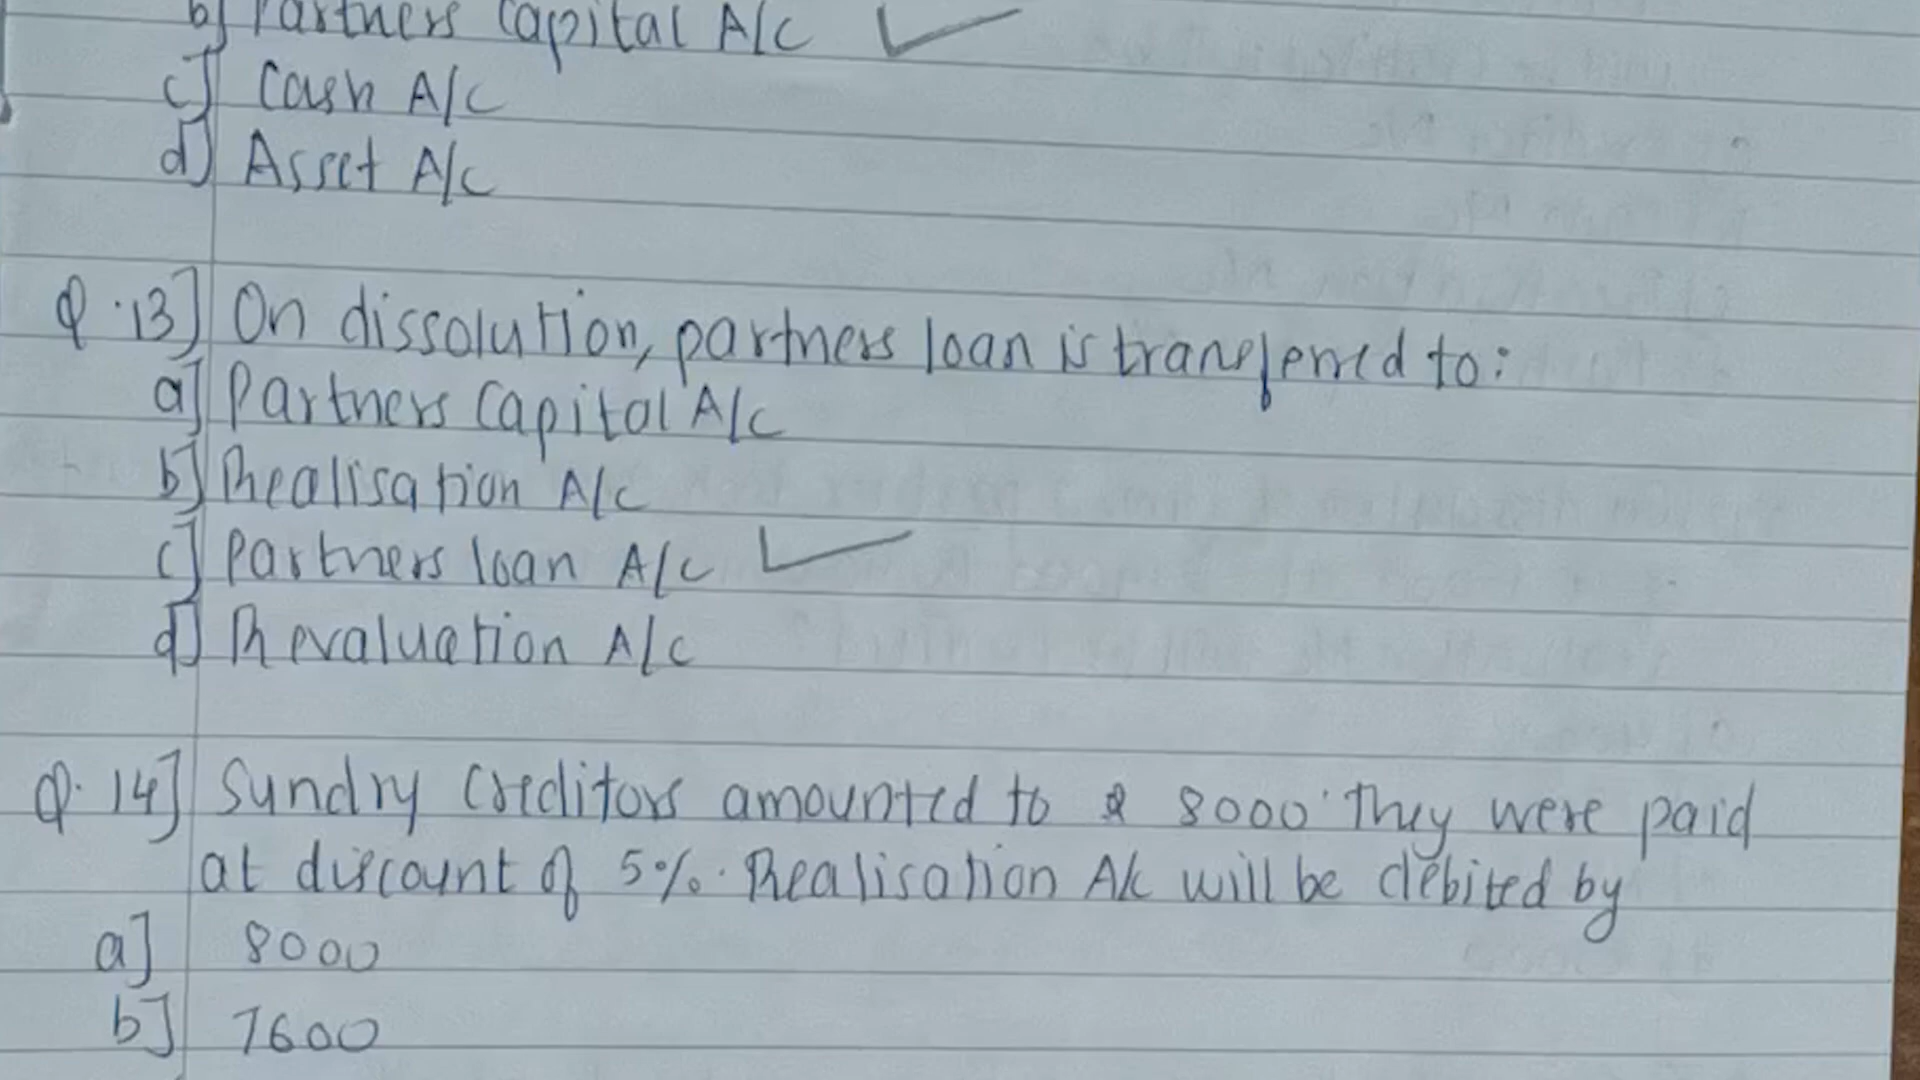 b] Partners Capital A/c
c] Cash A/c
d] Asset A/c
Q.13] On dissolution, partners loan is transferred to:
a] Partners Capital A/c
b] Realisation A/c
c] Partners loan A/c
d] Revaluation A/c
Q.14] Sundry Creditors amounted to ₹ 8000. They were paid
at discount of 5%. Realisation A/c will be debited by
a] 8000
b] 7600